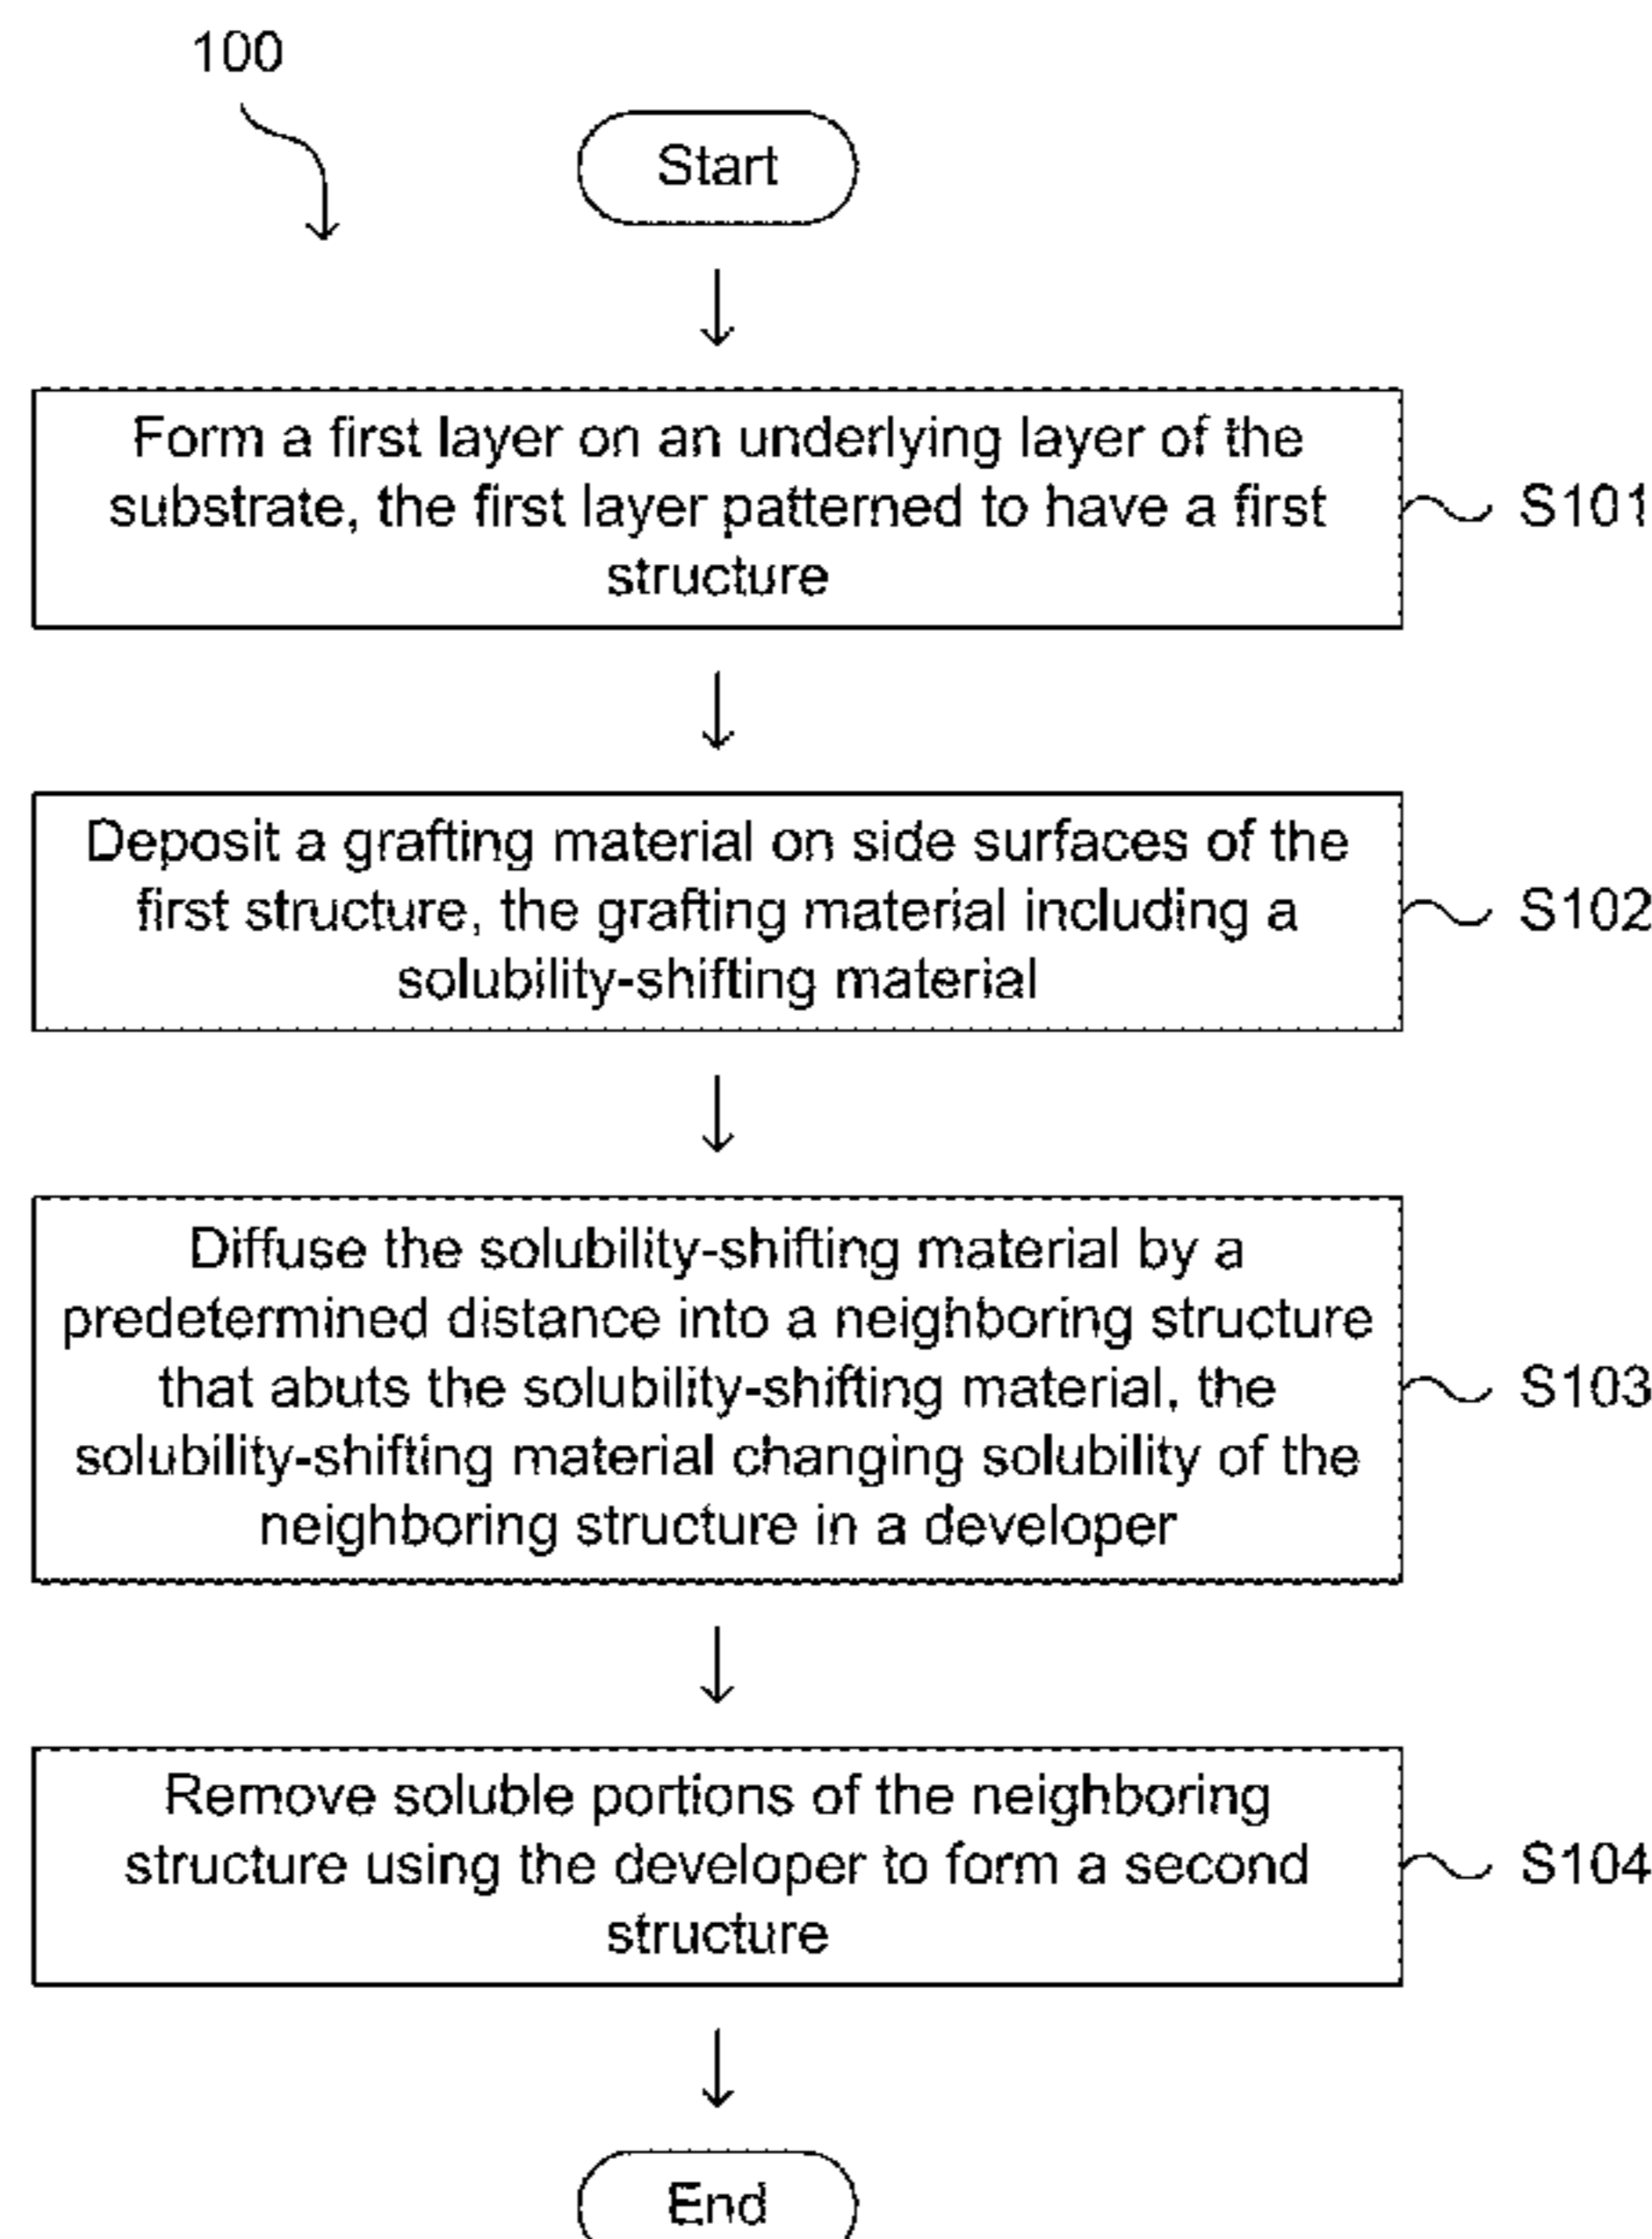 100
Start
Form a first layer on an underlying layer of the
substrate, the first layer patterned to have a first
structure
S101
Deposit a grafting material on side surfaces of the
first structure, the grafting material including a
solubility-shifting material
S102
Diffuse the solubility-shifting material by a
predetermined distance into a neighboring structure
that abuts the solubility-shifting material, the
solubility-shifting material changing solubility of the
neighboring structure in a developer
S103
Remove soluble portions of the neighboring
structure using the developer to form a second
structure
S104
End